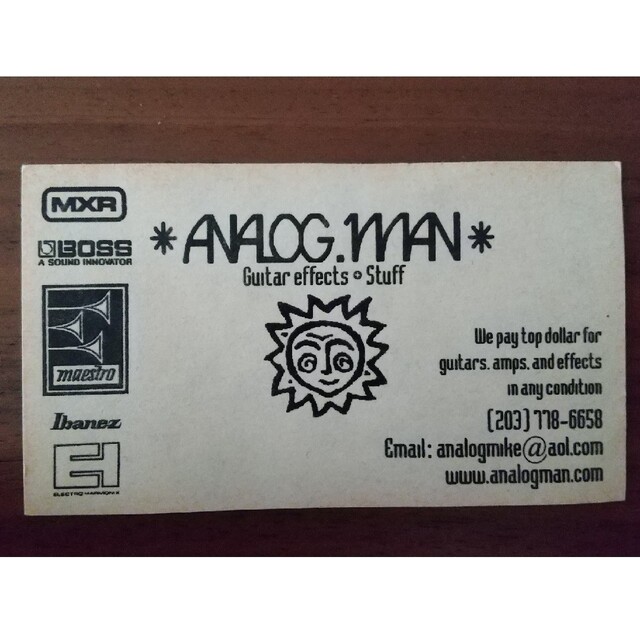 MXR
BOSS
A SOUND INNOVATOR
maestro
Ibanez
EH
ELECTRO-HARMONIX
*ANALOG.MAN*
Guitar effects • Stuff
We pay top dollar for
guitars, amps, and effects
in any condition
(203) 778-6658
Email: analogmike@aol.com
www.analogman.com